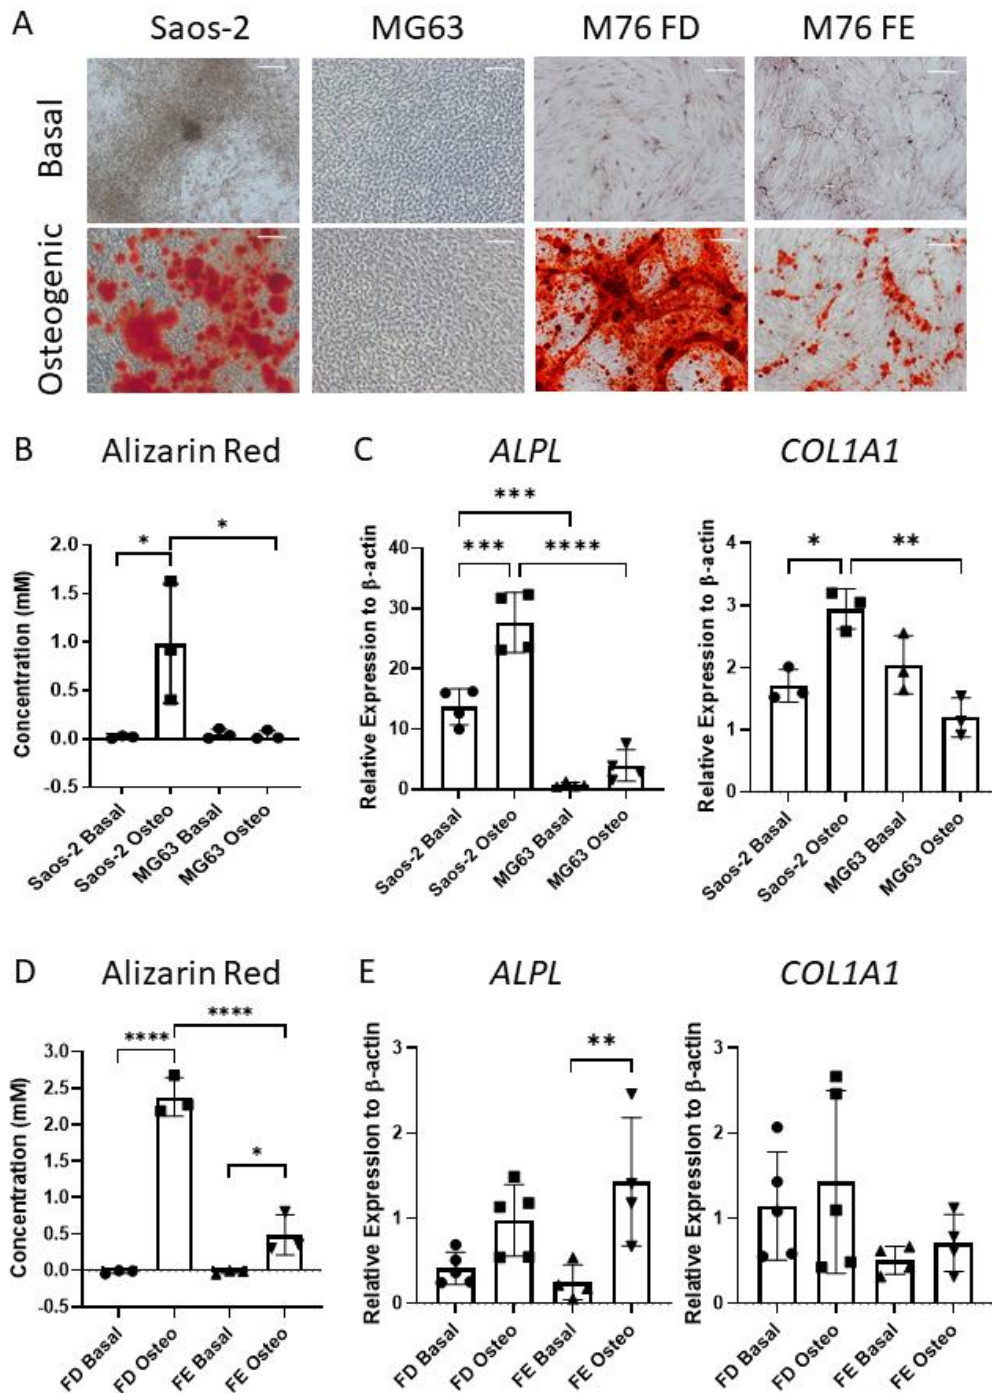 A
Saos-2 MG63 M76 FD M76 FE
Basal
Osteogenic
B Alizarin Red
Concentration (mM)
2.0
1.5
1.0
0.5
0.0
-0.5
* *
Saos-2 Basal
Saos-2 Osteo
MG63 Basal
MG63 Osteo
C ALPL
Relative Expression to β-actin
40
30
20
10
0
***
*** ****
Saos-2 Basal
Saos-2 Osteo
MG63 Basal
MG63 Osteo
COL1A1
Relative Expression to β-actin
4
3
2
1
0
* **
Saos-2 Basal
Saos-2 Osteo
MG63 Basal
MG63 Osteo
D Alizarin Red
Concentration (mM)
3.0
2.5
2.0
1.5
1.0
0.5
0.0
-0.5
****
****
*
FD Basal
FD Osteo
FE Basal
FE Osteo
E ALPL
Relative Expression to β-actin
3
2
1
0
**
FD Basal
FD Osteo
FE Basal
FE Osteo
COL1A1
Relative Expression to β-actin
3
2
1
0
FD Basal
FD Osteo
FE Basal
FE Osteo